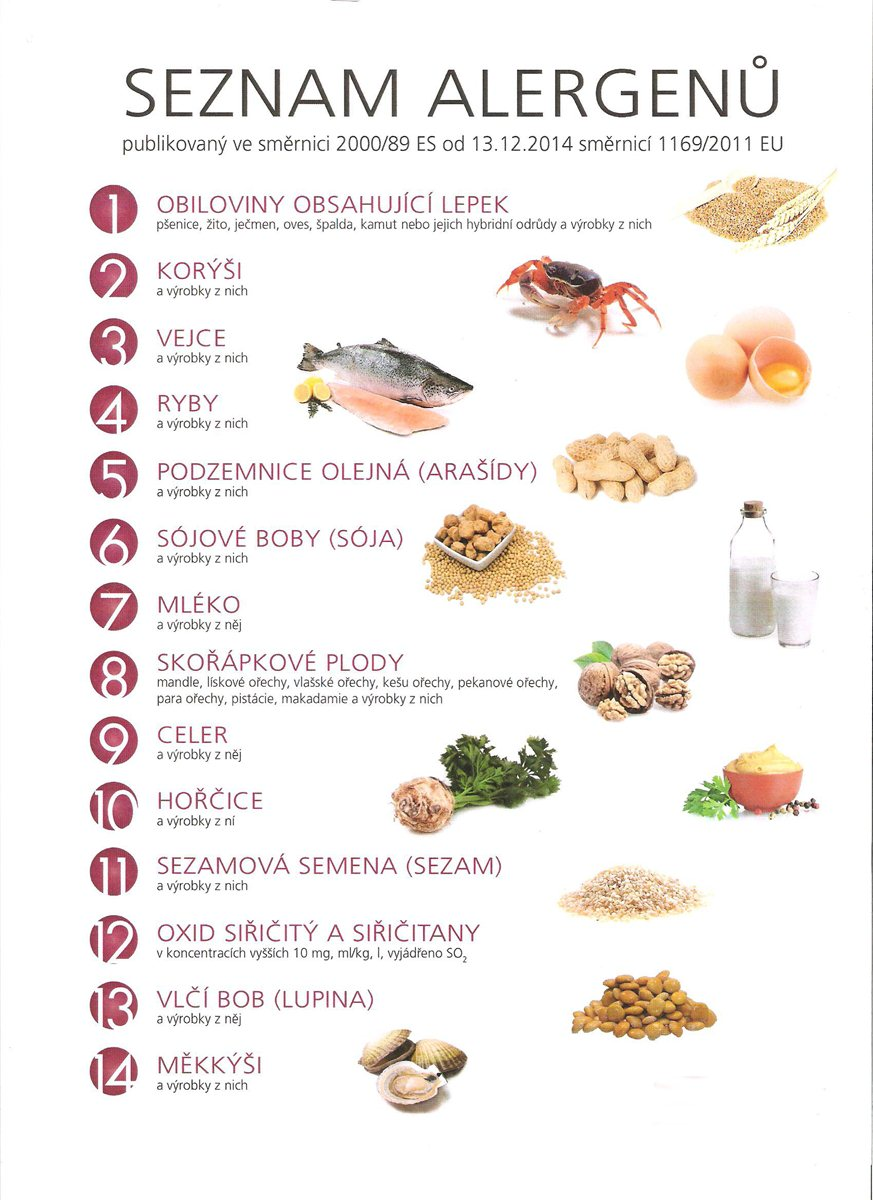 SEZNAM ALERGENŮ
publikovaný ve směrnici 2000/89 ES od 13.12.2014 směrnicí 1169/2011 EU
1 OBILOVINY OBSAHUJÍCÍ LEPEK
pšenice, žito, ječmen, oves, špalda, kamut nebo jejich hybridní odrůdy a výrobky z nich
2 KORÝŠI
a výrobky z nich
3 VEJCE
a výrobky z nich
4 RYBY
a výrobky z nich
5 PODZEMNICE OLEJNÁ (ARAŠÍDY)
a výrobky z nich
6 SÓJOVÉ BOBY (SÓJA)
a výrobky z nich
7 MLÉKO
a výrobky z něj
8 SKOŘÁPKOVÉ PLODY
mandle, lískové ořechy, vlašské ořechy, kešu ořechy, pekanové ořechy,
para ořechy, pistácie, makadamie a výrobky z nich
9 CELER
a výrobky z něj
10 HOŘČICE
a výrobky z ní
11 SEZAMOVÁ SEMENA (SEZAM)
a výrobky z nich
12 OXID SIŘIČITÝ A SIŘIČITANY
v koncentracích vyšších 10 mg, ml/kg, l, vyjádřeno SO₂
13 VLČÍ BOB (LUPINA)
a výrobky z něj
14 MĚKKÝŠI
a výrobky z nich